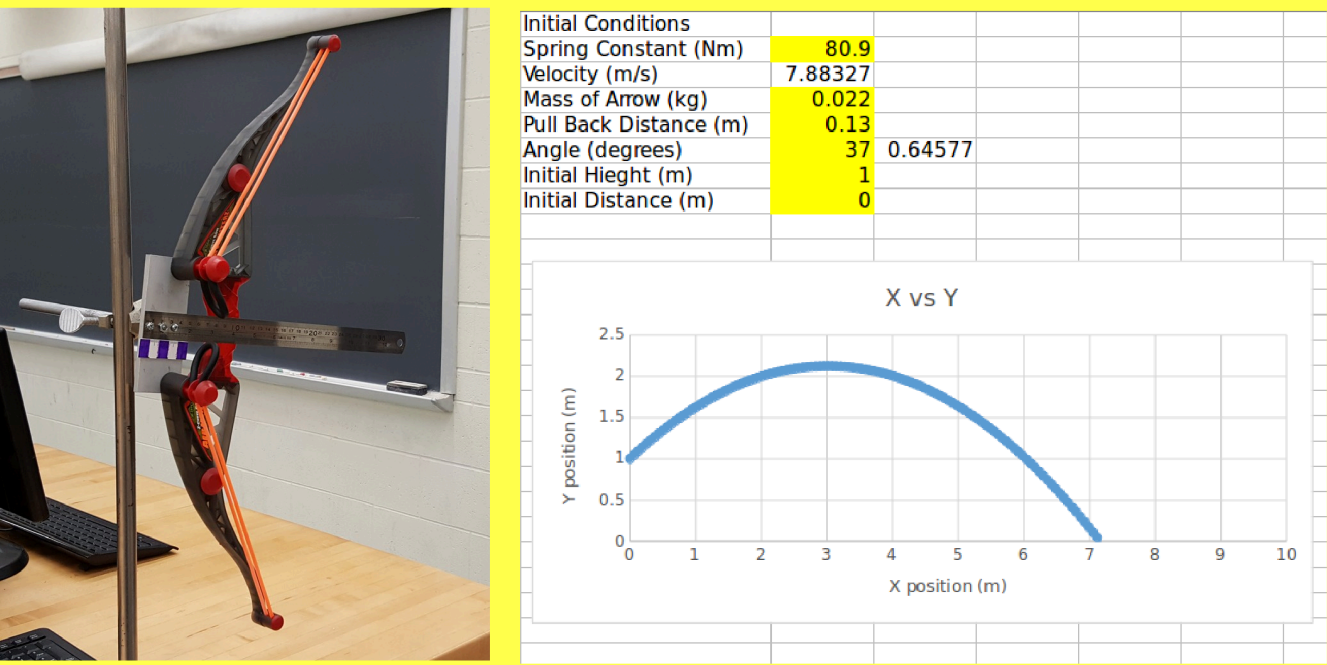 Initial Conditions
Spring Constant (Nm) 80.9
Velocity (m/s) 7.88327
Mass of Arrow (kg) 0.022
Pull Back Distance (m) 0.13
Angle (degrees) 37 0.64577
Initial Hieght (m) 1
Initial Distance (m) 0
X vs Y
2.5
2
1.5
1
0.5
0
Y position (m)
0 1 2 3 4 5 6 7 8 9 10
X position (m)